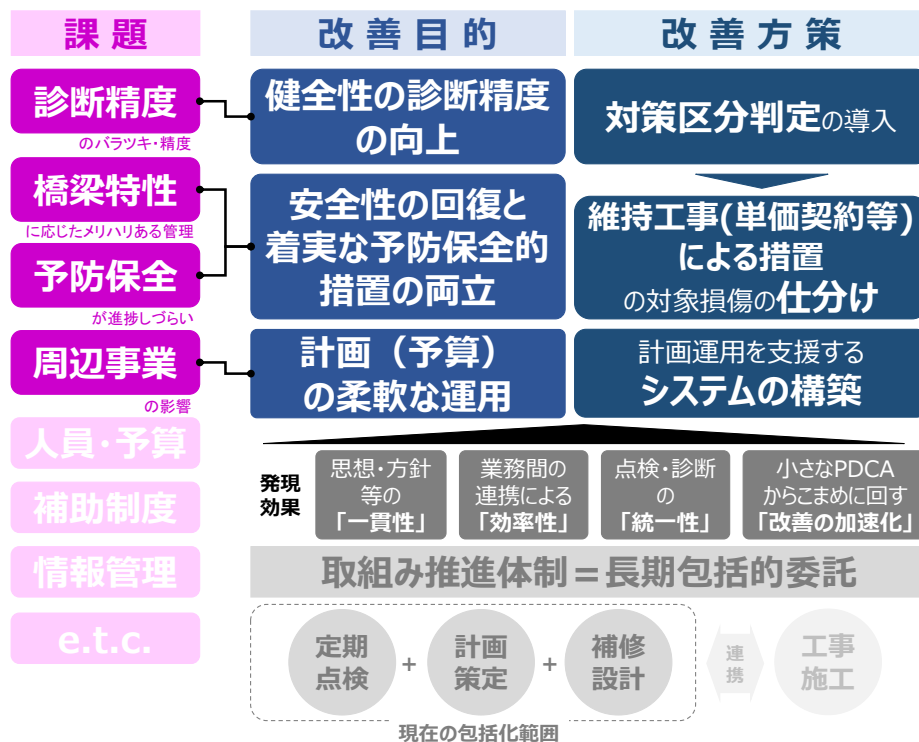 課題
診断精度
のバラツキ・精度
橋梁特性
に応じたメリハリある管理
予防保全
が進捗しづらい
周辺事業
の影響
人員・予算
補助制度
情報管理
e.t.c.
改善目的
健全性の診断精度
の向上
安全性の回復と
着実な予防保全的
措置の両立
計画（予算）
の柔軟な運用
改善方策
対策区分判定の導入
維持工事(単価契約等)
による措置
の対象損傷の仕分け
計画運用を支援する
システムの構築
発現
効果
思想・方針
等の
「一貫性」
業務間の
連携による
「効率性」
点検・診断
の
「統一性」
小さなPDCA
からこまめに回す
「改善の加速化」
取組み推進体制＝長期包括的委託
定期
点検
+
計画
策定
+
補修
設計
連
携
工事
施工
現在の包括化範囲